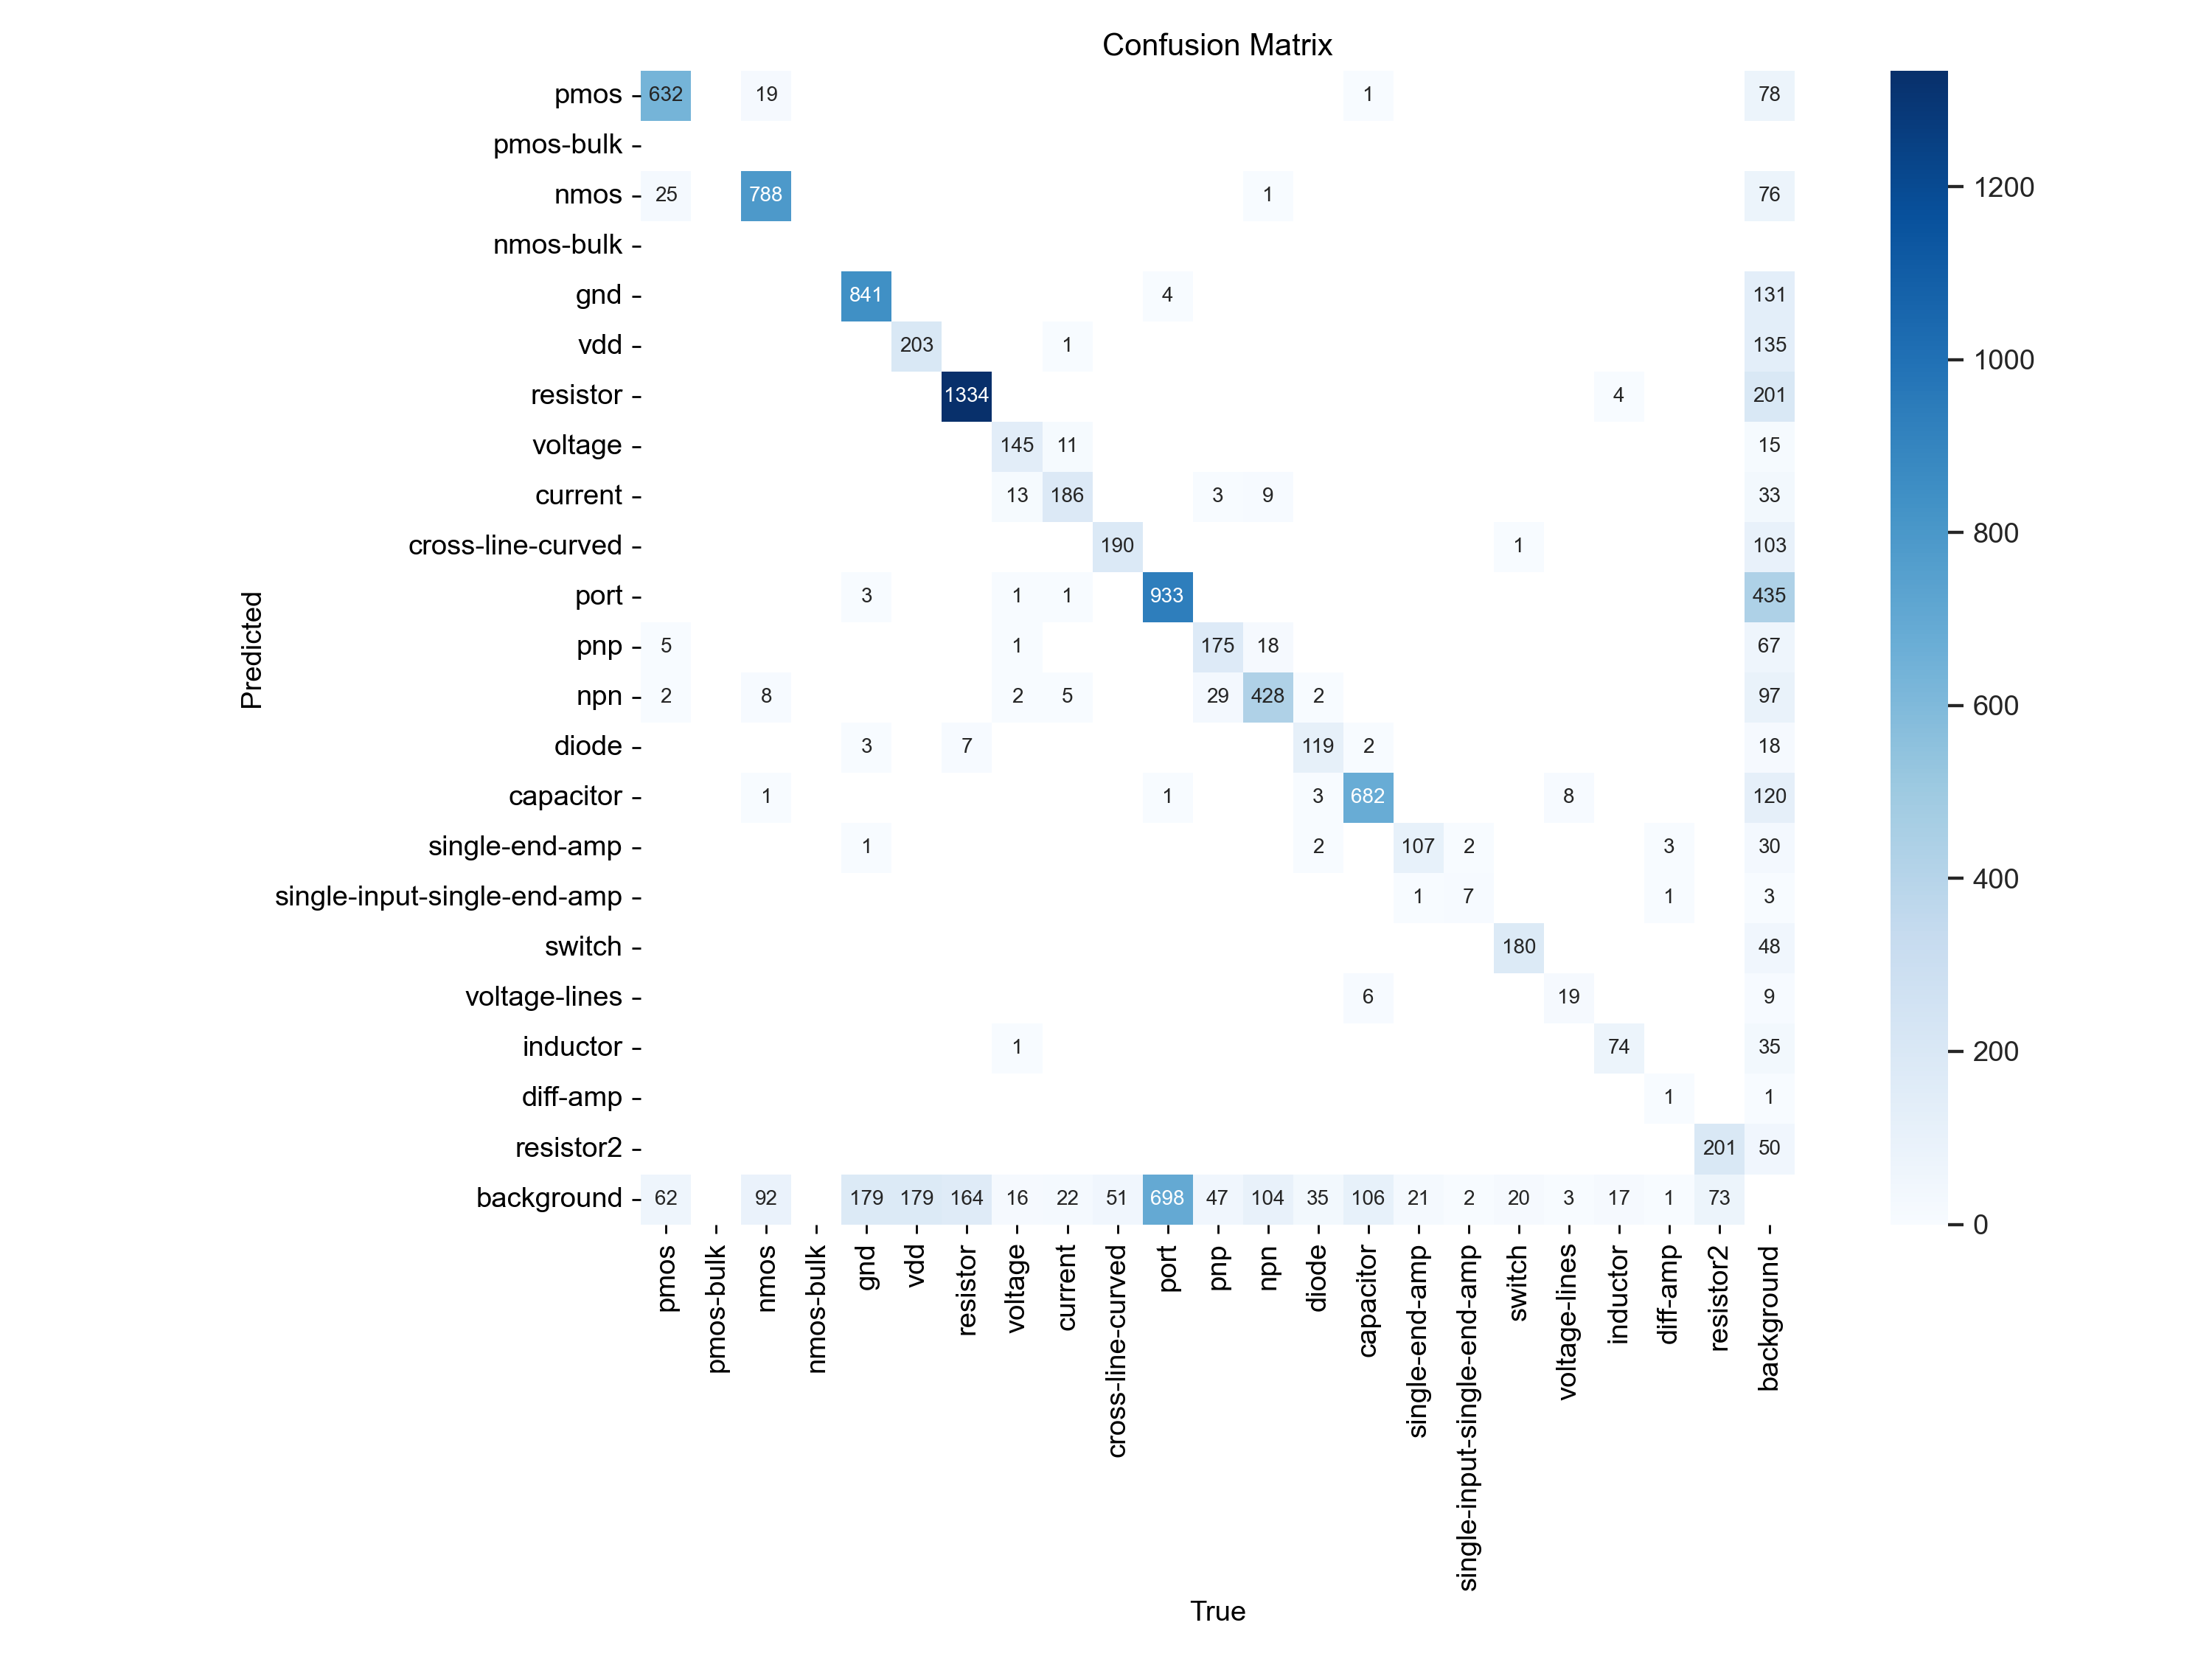 Confusion Matrix
pmos 632 19 1 78
pmos-bulk
nmos 25 788 1 76
nmos-bulk
gnd 841 4 131
vdd 203 1 135
resistor 1334 4 201
voltage 145 11 15
current 13 186 3 9 33
cross-line-curved 190 1 103
port 3 1 1 933 435
pnp 5 1 175 18 67
npn 2 8 2 5 29 428 2 97
diode 3 7 119 2 18
capacitor 1 1 3 682 8 120
single-end-amp 1 2 107 2 3 30
single-input-single-end-amp 1 7 1 3
switch 180 48
voltage-lines 6 19 9
inductor 1 74 35
diff-amp 1 1
resistor2 201 50
background 62 92 179 179 164 16 22 51 698 47 104 35 106 21 2 20 3 17 1 73
Predicted
pmos
pmos-bulk
nmos
nmos-bulk
gnd
vdd
resistor
voltage
current
cross-line-curved
port
pnp
npn
diode
capacitor
single-end-amp
single-input-single-end-amp
switch
voltage-lines
inductor
diff-amp
resistor2
background
True
1200
1000
800
600
400
200
0